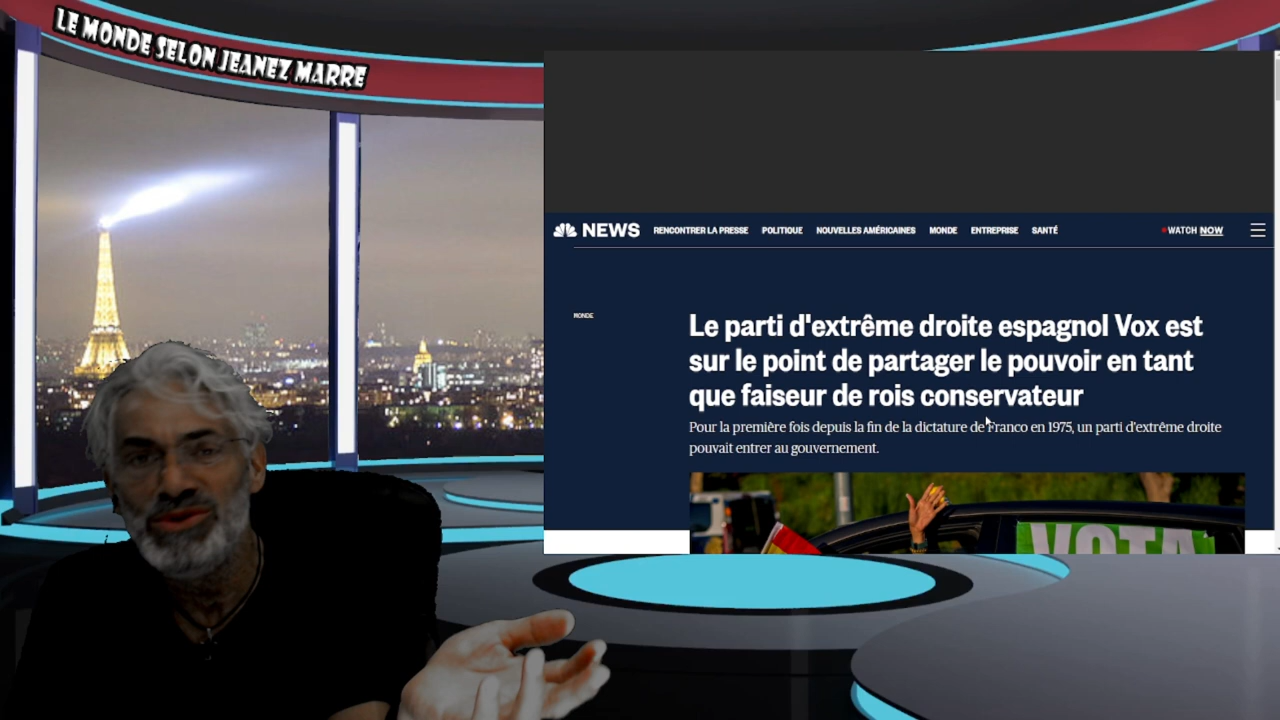 LE MONDE SELON JEANEZ MARRE
NEWS RENCONTRER LA PRESSE POLITIQUE NOUVELLES AMÉRICAINES MONDE ENTREPRISE SANTÉ WATCH NOW
MONDE
Le parti d'extrême droite espagnol Vox est
sur le point de partager le pouvoir en tant
que faiseur de rois conservateur
Pour la première fois depuis la fin de la dictature de Franco en 1975, un parti d'extrême droite
pouvait entrer au gouvernement.
VOTA